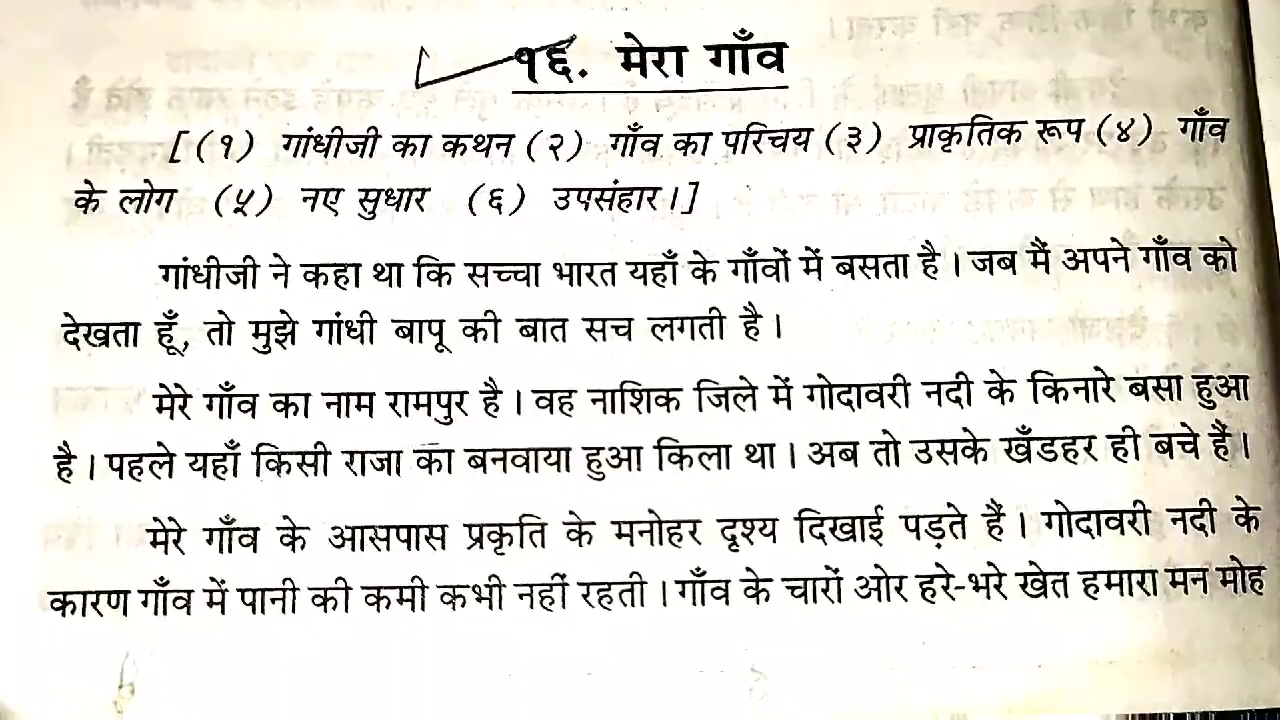 १६. मेरा गाँव
[(१) गांधीजी का कथन (२) गाँव का परिचय (३) प्राकृतिक रूप (४) गाँव
के लोग (५) नए सुधार (६) उपसंहार।]
गांधीजी ने कहा था कि सच्चा भारत यहाँ के गाँवों में बसता है। जब मैं अपने गाँव को
देखता हूँ, तो मुझे गांधी बापू की बात सच लगती है।
मेरे गाँव का नाम रामपुर है। वह नाशिक जिले में गोदावरी नदी के किनारे बसा हुआ
है। पहले यहाँ किसी राजा का बनवाया हुआ किला था। अब तो उसके खँडहर ही बचे हैं।
मेरे गाँव के आसपास प्रकृति के मनोहर दृश्य दिखाई पड़ते हैं। गोदावरी नदी के
कारण गाँव में पानी की कमी कभी नहीं रहती। गाँव के चारों ओर हरे-भरे खेत हमारा मन मोह